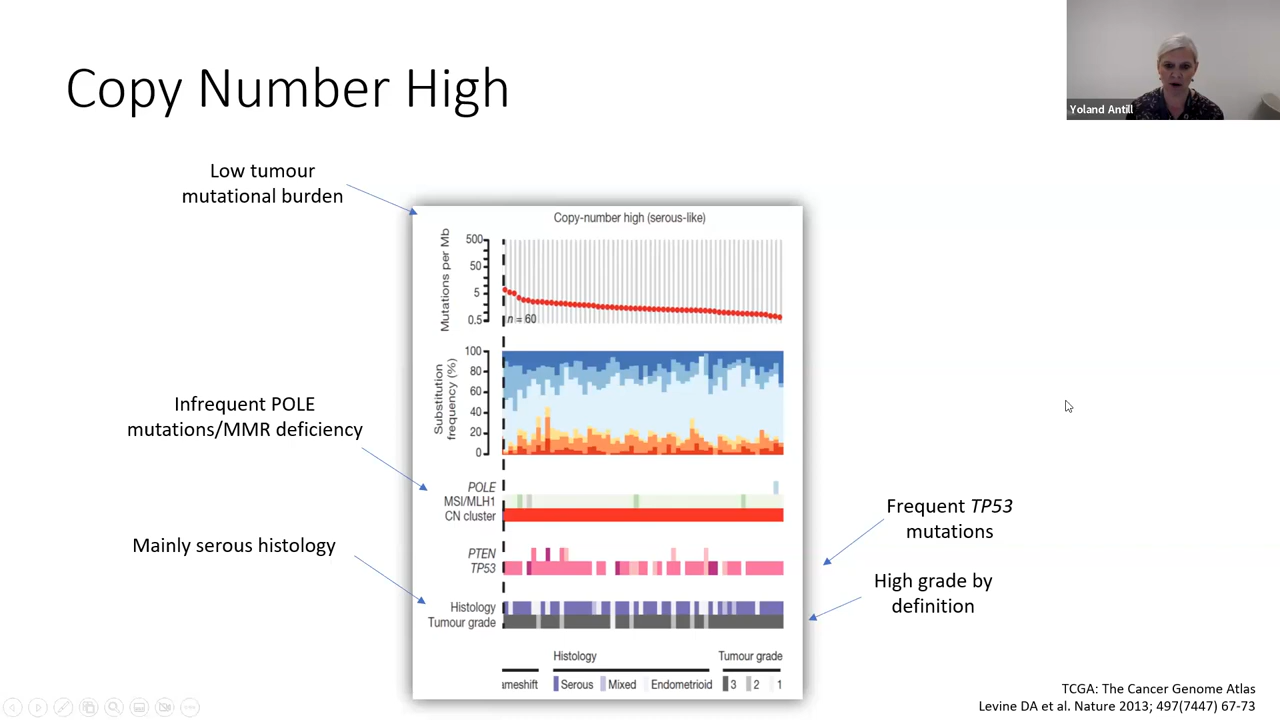 Copy Number High
Yoland Antill
Low tumour
mutational burden
Copy-number high (serous-like)
Mutations per Mb
500
50
5
0.5
n = 60
Substitution
frequency (%)
100
80
60
40
20
0
Infrequent POLE
mutations/MMR deficiency
POLE
MSI/MLH1
CN cluster
Frequent TP53
mutations
Mainly serous histology
PTEN
TP53
High grade by
definition
Histology
Tumour grade
Histology
Tumour grade
ameshift
Serous
Mixed
Endometrioid
3
2
1
TCGA: The Cancer Genome Atlas
Levine DA et al. Nature 2013; 497(7447) 67-73